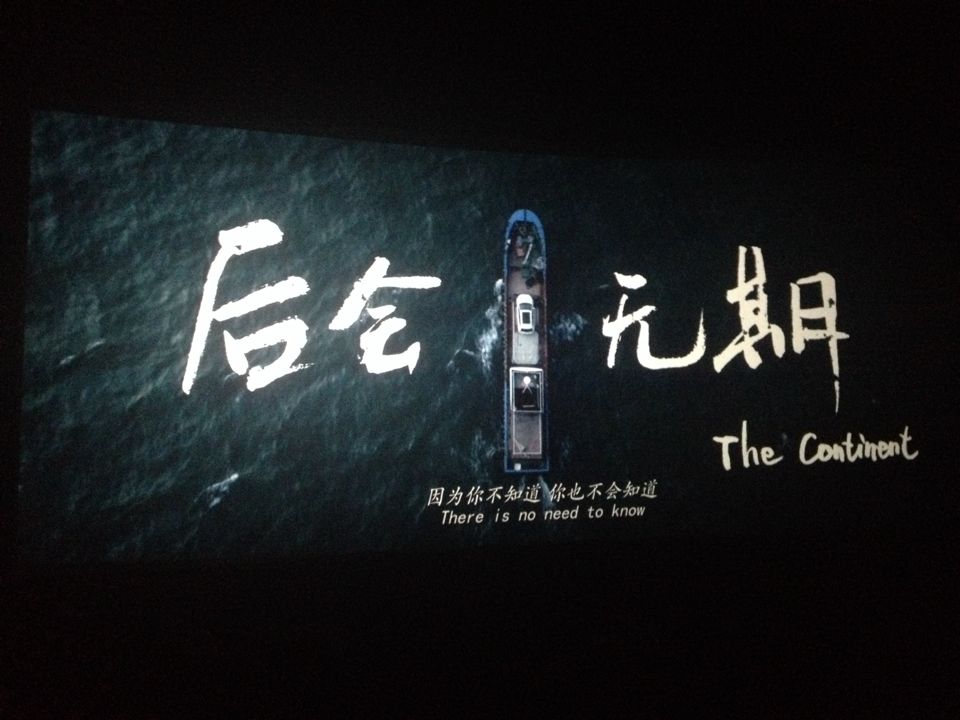 后会无期
The Continent
因为你不知道 你也不会知道
There is no need to know